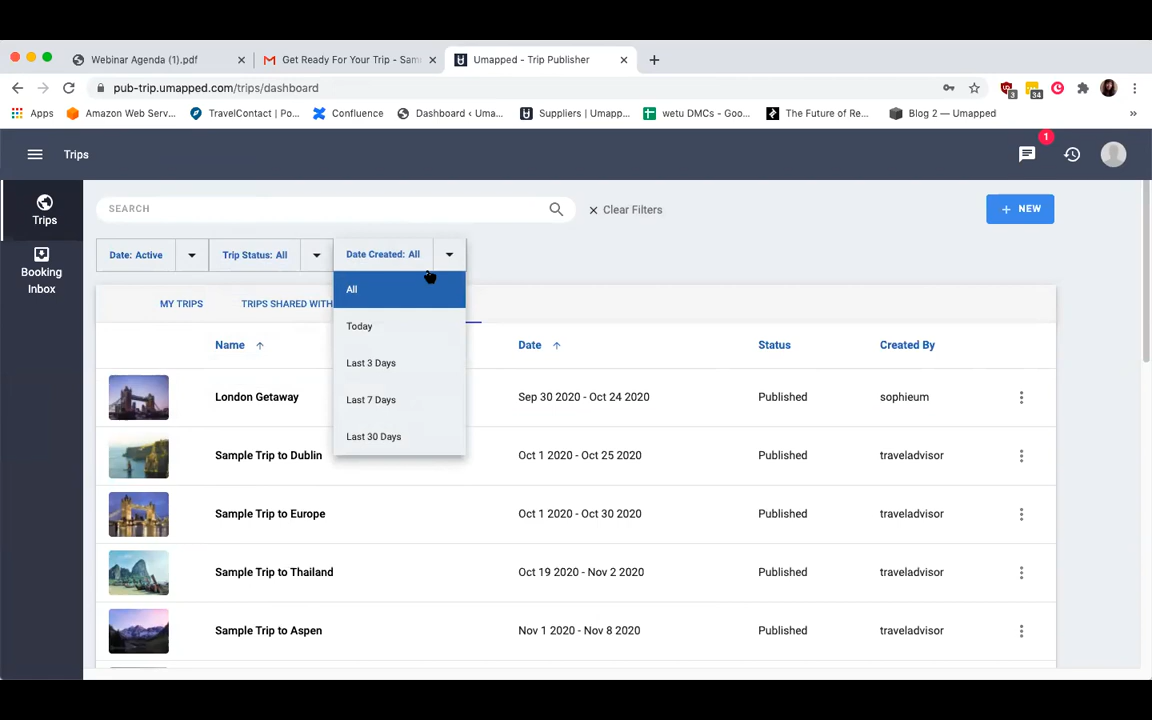 Webinar Agenda (1).pdf
Get Ready For Your Trip - Sam
Umapped - Trip Publisher
pub-trip.umapped.com/trips/dashboard
3
34
Apps
Amazon Web Serv...
TravelContact | Po...
Confluence
Dashboard ‹ Uma...
Suppliers | Umapp...
wetu DMCs - Goo...
The Future of Re...
Blog 2 — Umapped
»
Trips
1
Trips
Booking
Inbox
SEARCH
Clear Filters
+ NEW
Date: Active
Trip Status: All
Date Created: All
All
Today
Last 3 Days
Last 7 Days
Last 30 Days
MY TRIPS
TRIPS SHARED WITH
Name
Date
Status
Created By
London Getaway
Sep 30 2020 - Oct 24 2020
Published
sophieum
Sample Trip to Dublin
Oct 1 2020 - Oct 25 2020
Published
traveladvisor
Sample Trip to Europe
Oct 1 2020 - Oct 30 2020
Published
traveladvisor
Sample Trip to Thailand
Oct 19 2020 - Nov 2 2020
Published
traveladvisor
Sample Trip to Aspen
Nov 1 2020 - Nov 8 2020
Published
traveladvisor